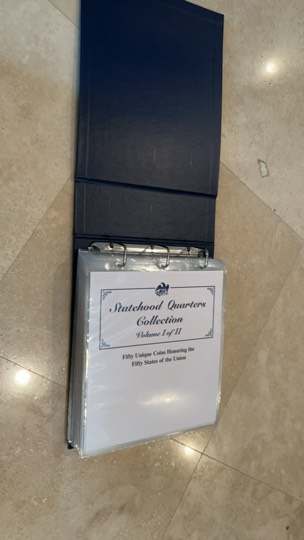 Statehood Quarters
Collection
Volume I of II
Fifty Unique Coins Honoring the
Fifty States of the Union